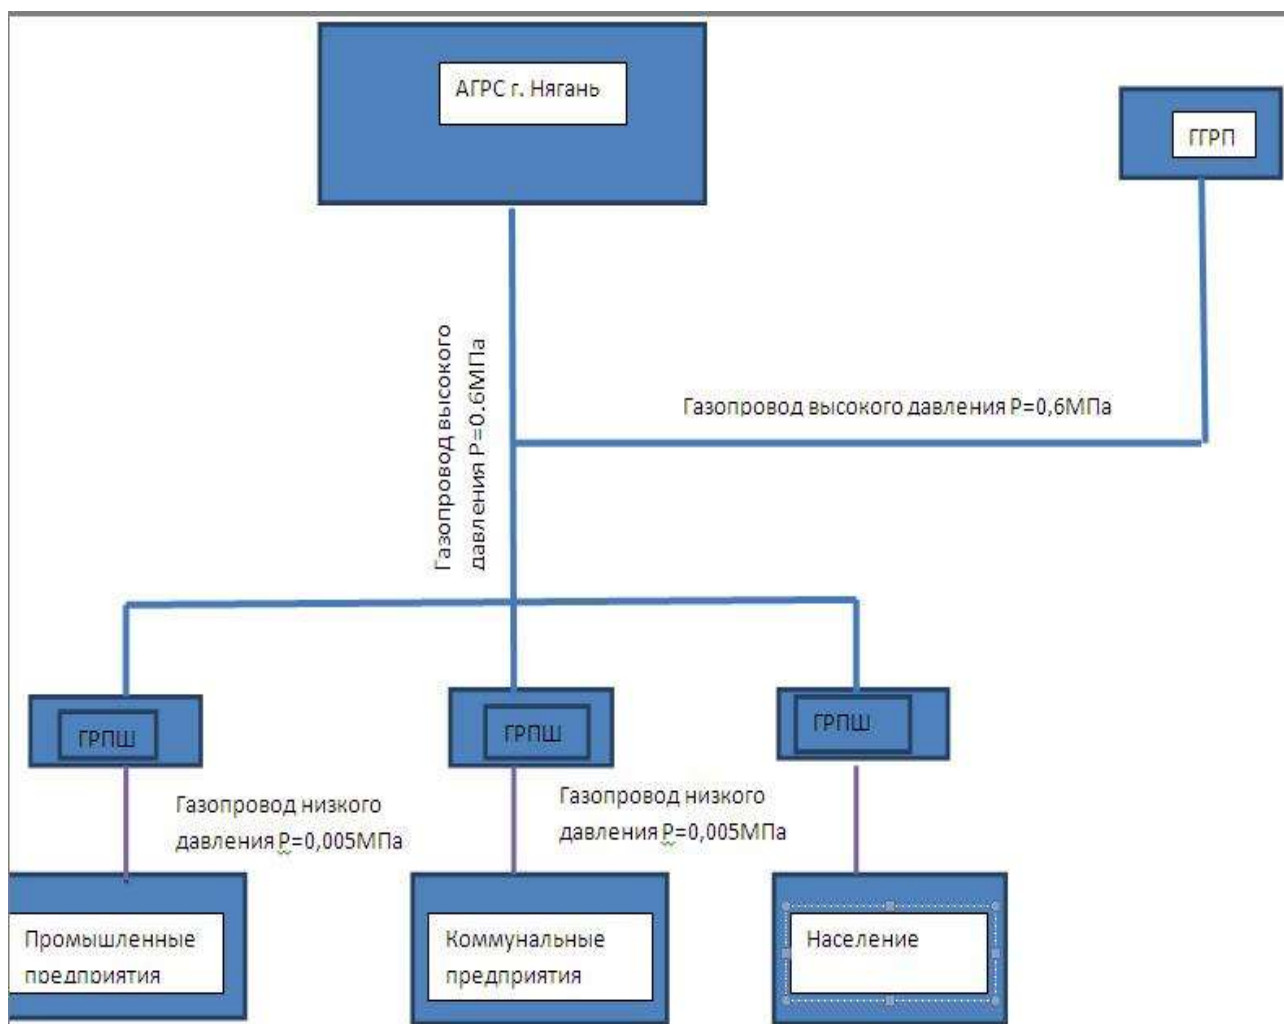 АГРС г. Нягань
ГГРП
Газопровод высокого
давления Р=0.6МПа
Газопровод высокого давления Р=0,6МПа
ГРПШ
ГРПШ
ГРПШ
Газопровод низкого
давления Р=0,005МПа
Газопровод низкого
давления Р=0,005МПа
Промышленные
предприятия
Коммунальные
предприятия
Население